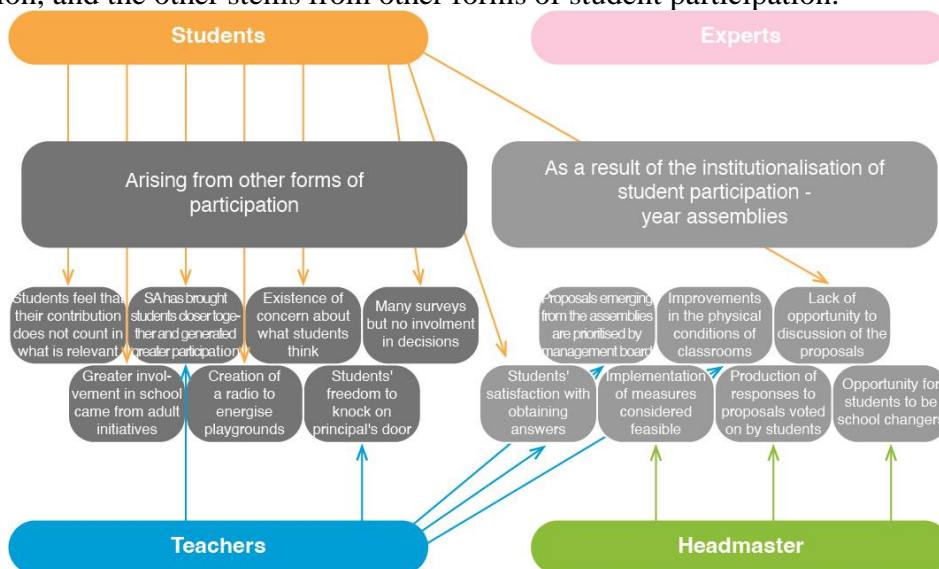 ion, and the other stems from other forms of student participation.
Students
Experts
Arising from other forms of
participation
As a result of the institutionalisation of
student participation -
year assemblies
Students feel that
their contribution
does not count in
what is relevant
SA has brought
students closer toge-
ther and generated
greater participation
Existence of
concern about
what students
think
Many surveys
but no involment
in decisions
Proposals emerging
from the assemblies
are prioritised by
management board
Improvements
in the physical
conditions of
classrooms
Lack of
opportunity to
discussion of the
proposals
Greater invol-
vement in school
came from adult
initiatives
Creation of
a radio to
energise
playgrounds
Students'
freedom to
knock on
principal's door
Students'
satisfaction with
obtaining
answers
Implementation
of measures
considered
feasible
Production of
responses to
proposals voted
on by students
Opportunity for
students to be
school changers
Teachers
Headmaster